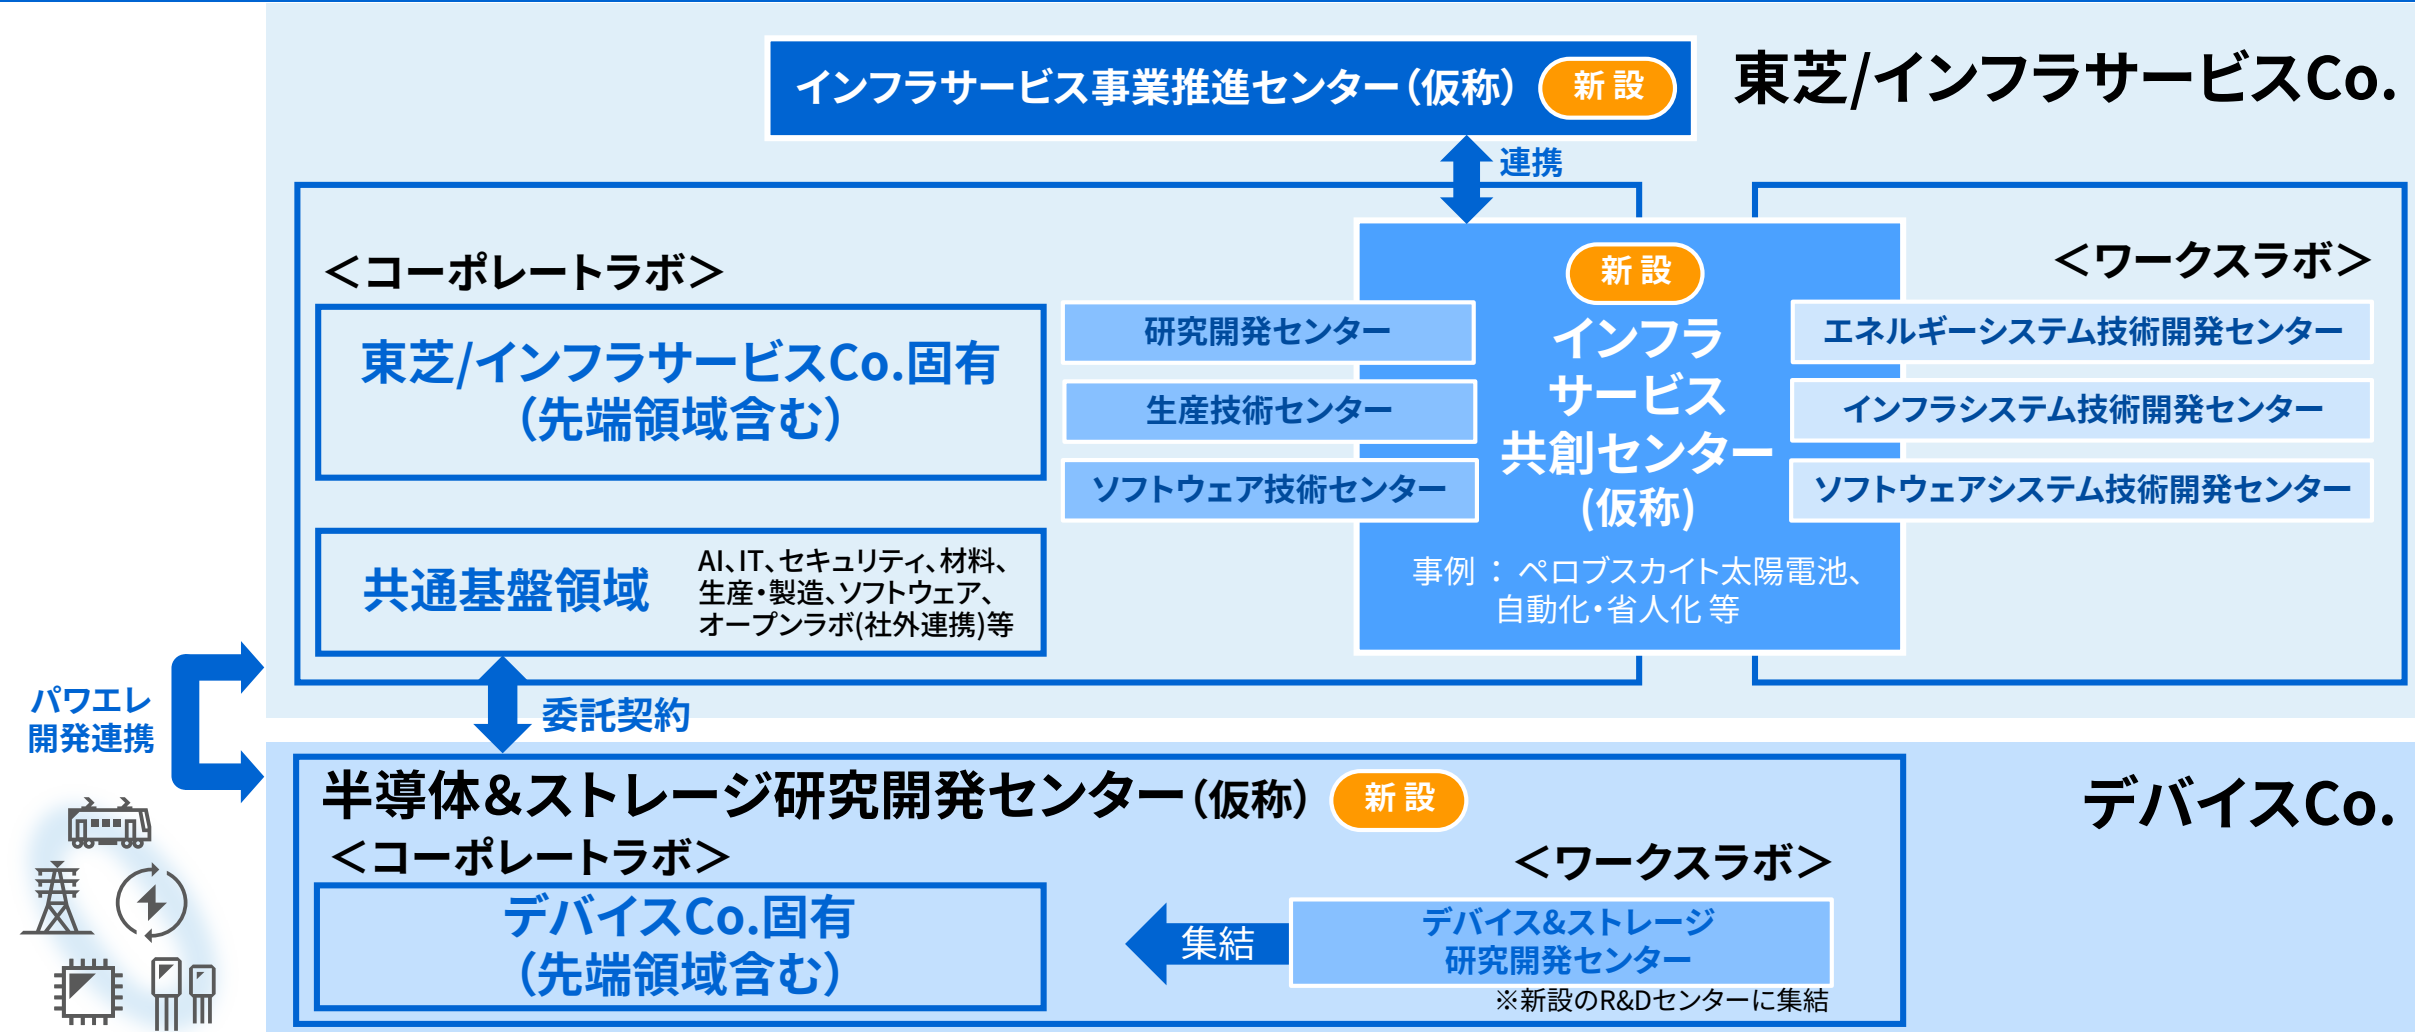 東芝/インフラサービスCo.
インフラサービス事業推進センター(仮称) 新設
連携
<コーポレートラボ>
東芝/インフラサービスCo.固有
(先端領域含む)
共通基盤領域
AI、IT、セキュリティ、材料、
生産・製造、ソフトウェア、
オープンラボ(社外連携)等
研究開発センター
生産技術センター
ソフトウェア技術センター
新設
インフラ
サービス
共創センター
(仮称)
事例 : ペロブスカイト太陽電池、
自動化・省人化 等
<ワークスラボ>
エネルギーシステム技術開発センター
インフラシステム技術開発センター
ソフトウェアシステム技術開発センター
パワエレ
開発連携
委託契約
デバイスCo.
半導体&ストレージ研究開発センター(仮称) 新設
<コーポレートラボ>
デバイスCo.固有
(先端領域含む)
集結
<ワークスラボ>
デバイス&ストレージ
研究開発センター
※新設のR&Dセンターに集結